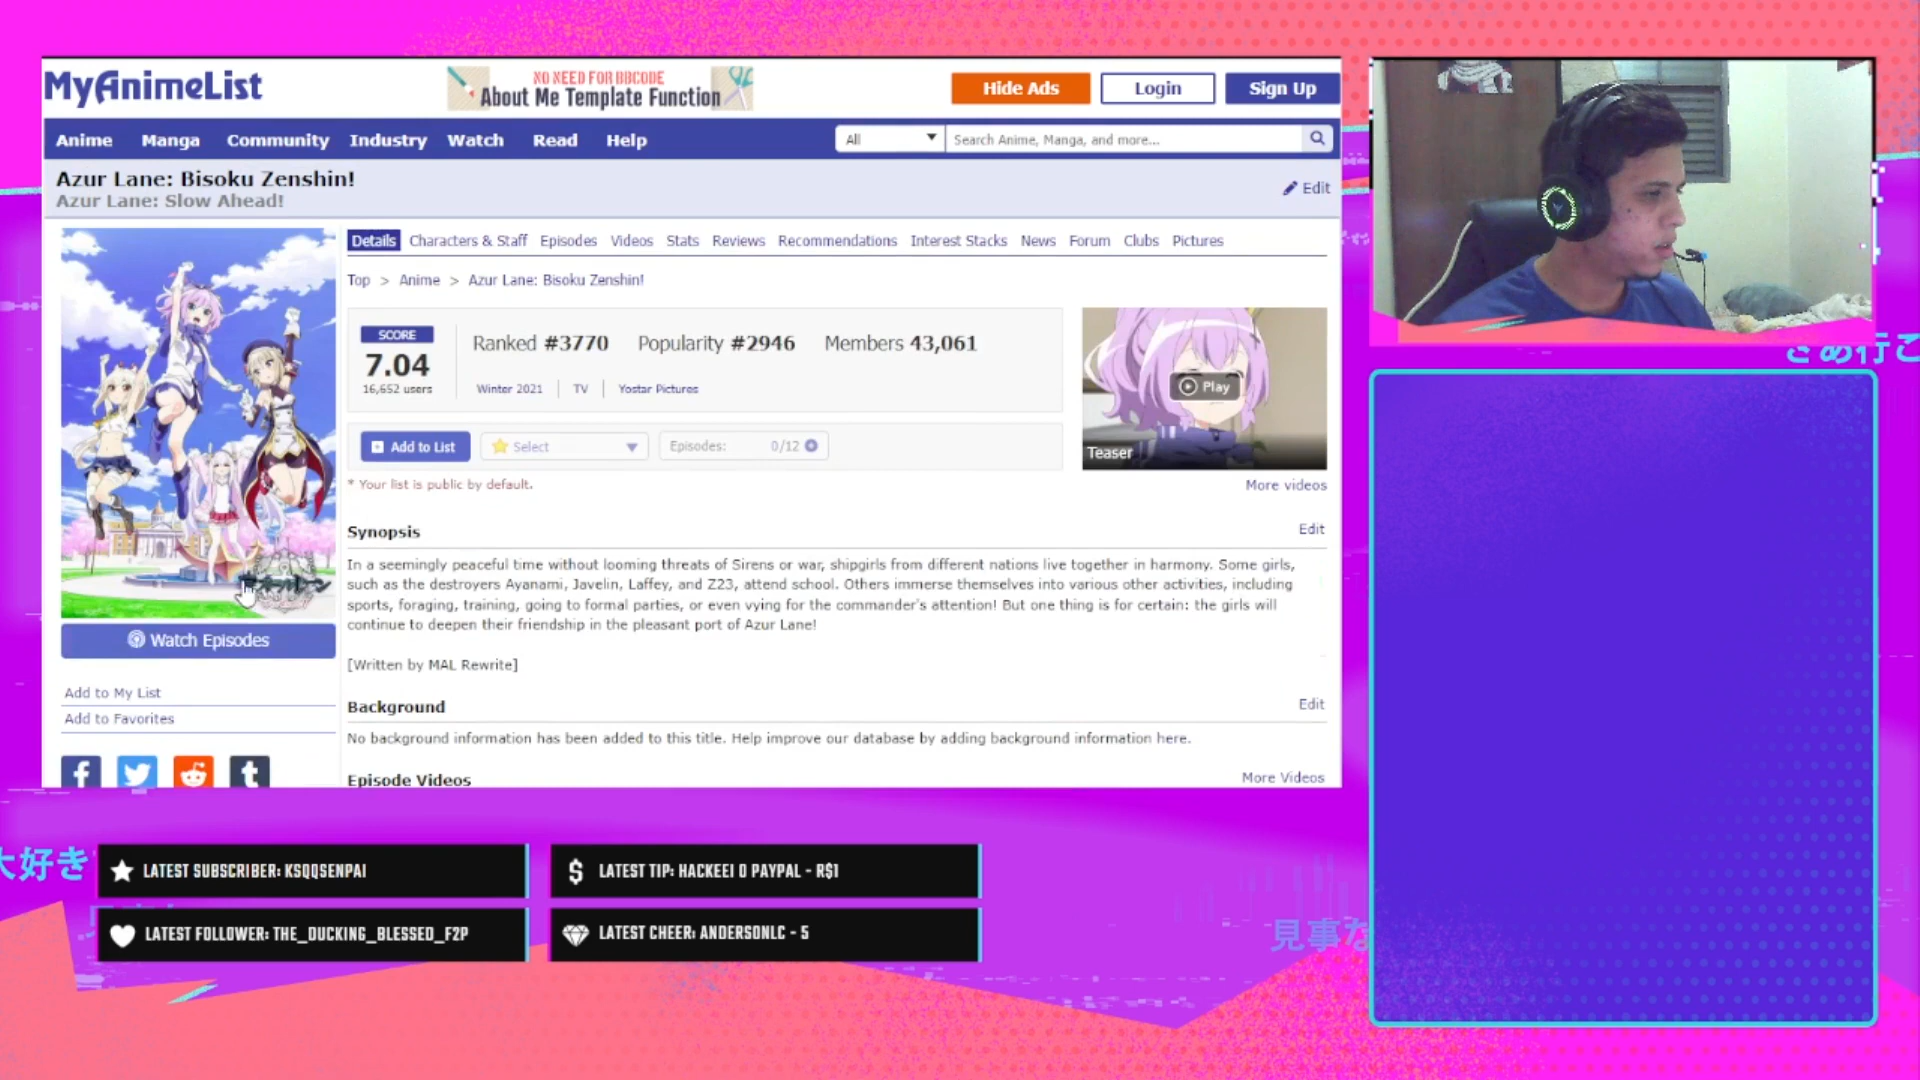 MyAnimeList
NO NEED FOR BBCODE
About Me Template Function
Hide Ads
Login
Sign Up
Anime
Manga
Community
Industry
Watch
Read
Help
All
Search Anime, Manga, and more...
Azur Lane: Bisoku Zenshin!
Azur Lane: Slow Ahead!
Edit
Details Characters & Staff Episodes Videos Stats Reviews Recommendations Interest Stacks News Forum Clubs Pictures
Top > Anime > Azur Lane: Bisoku Zenshin!
SCORE
7.04
16,652 users
Ranked #3770 Popularity #2946 Members 43,061
Winter 2021
TV
Yostar Pictures
Play
Teaser
Add to List
Select
Episodes: 0/12
* Your list is public by default.
More videos
Synopsis
Edit
In a seemingly peaceful time without looming threats of Sirens or war, shipgirls from different nations live together in harmony. Some girls,
such as the destroyers Ayanami, Javelin, Laffey, and Z23, attend school. Others immerse themselves into various other activities, including
sports, foraging, training, going to formal parties, or even vying for the commander's attention! But one thing is for certain: the girls will
continue to deepen their friendship in the pleasant port of Azur Lane!
[Written by MAL Rewrite]
Watch Episodes
Add to My List
Add to Favorites
Background
Edit
No background information has been added to this title. Help improve our database by adding background information here.
Episode Videos
More Videos
大好き
LATEST SUBSCRIBER: KSQQSENPAI
LATEST TIP: HACKEEI O PAYPAL - R$1
LATEST FOLLOWER: THE_DUCKING_BLESSED_F2P
LATEST CHEER: ANDERSONLC - 5
見事な